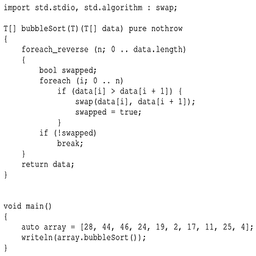 import std.stdio, std.algorithm : swap;

T[] bubbleSort(T)(T[] data) pure nothrow
{
    foreach_reverse (n; 0 .. data.length)
    {
        bool swapped;
        foreach (i; 0 .. n)
            if (data[i] > data[i + 1]) {
                swap(data[i], data[i + 1]);
                swapped = true;
            }
        if (!swapped)
            break;
    }
    return data;
}


void main()
{
    auto array = [28, 44, 46, 24, 19, 2, 17, 11, 25, 4];
    writeln(array.bubbleSort());
}